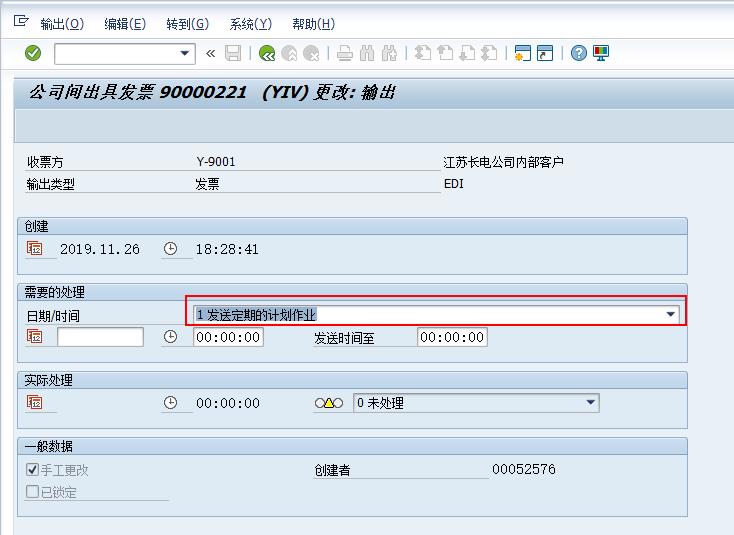 输出(O) 编辑(E) 转到(G) 系统(Y) 帮助(H)
公司间出具发票 90000221 (YIV) 更改: 输出
收票方 Y-9001 江苏长电公司内部客户
输出类型 发票 EDI
创建
2019.11.26 18:28:41
需要的处理
日期/时间 1 发送定期的计划作业
00:00:00 发送时间至 00:00:00
实际处理
00:00:00 0 未处理
一般数据
手工更改 创建者 00052576
已锁定